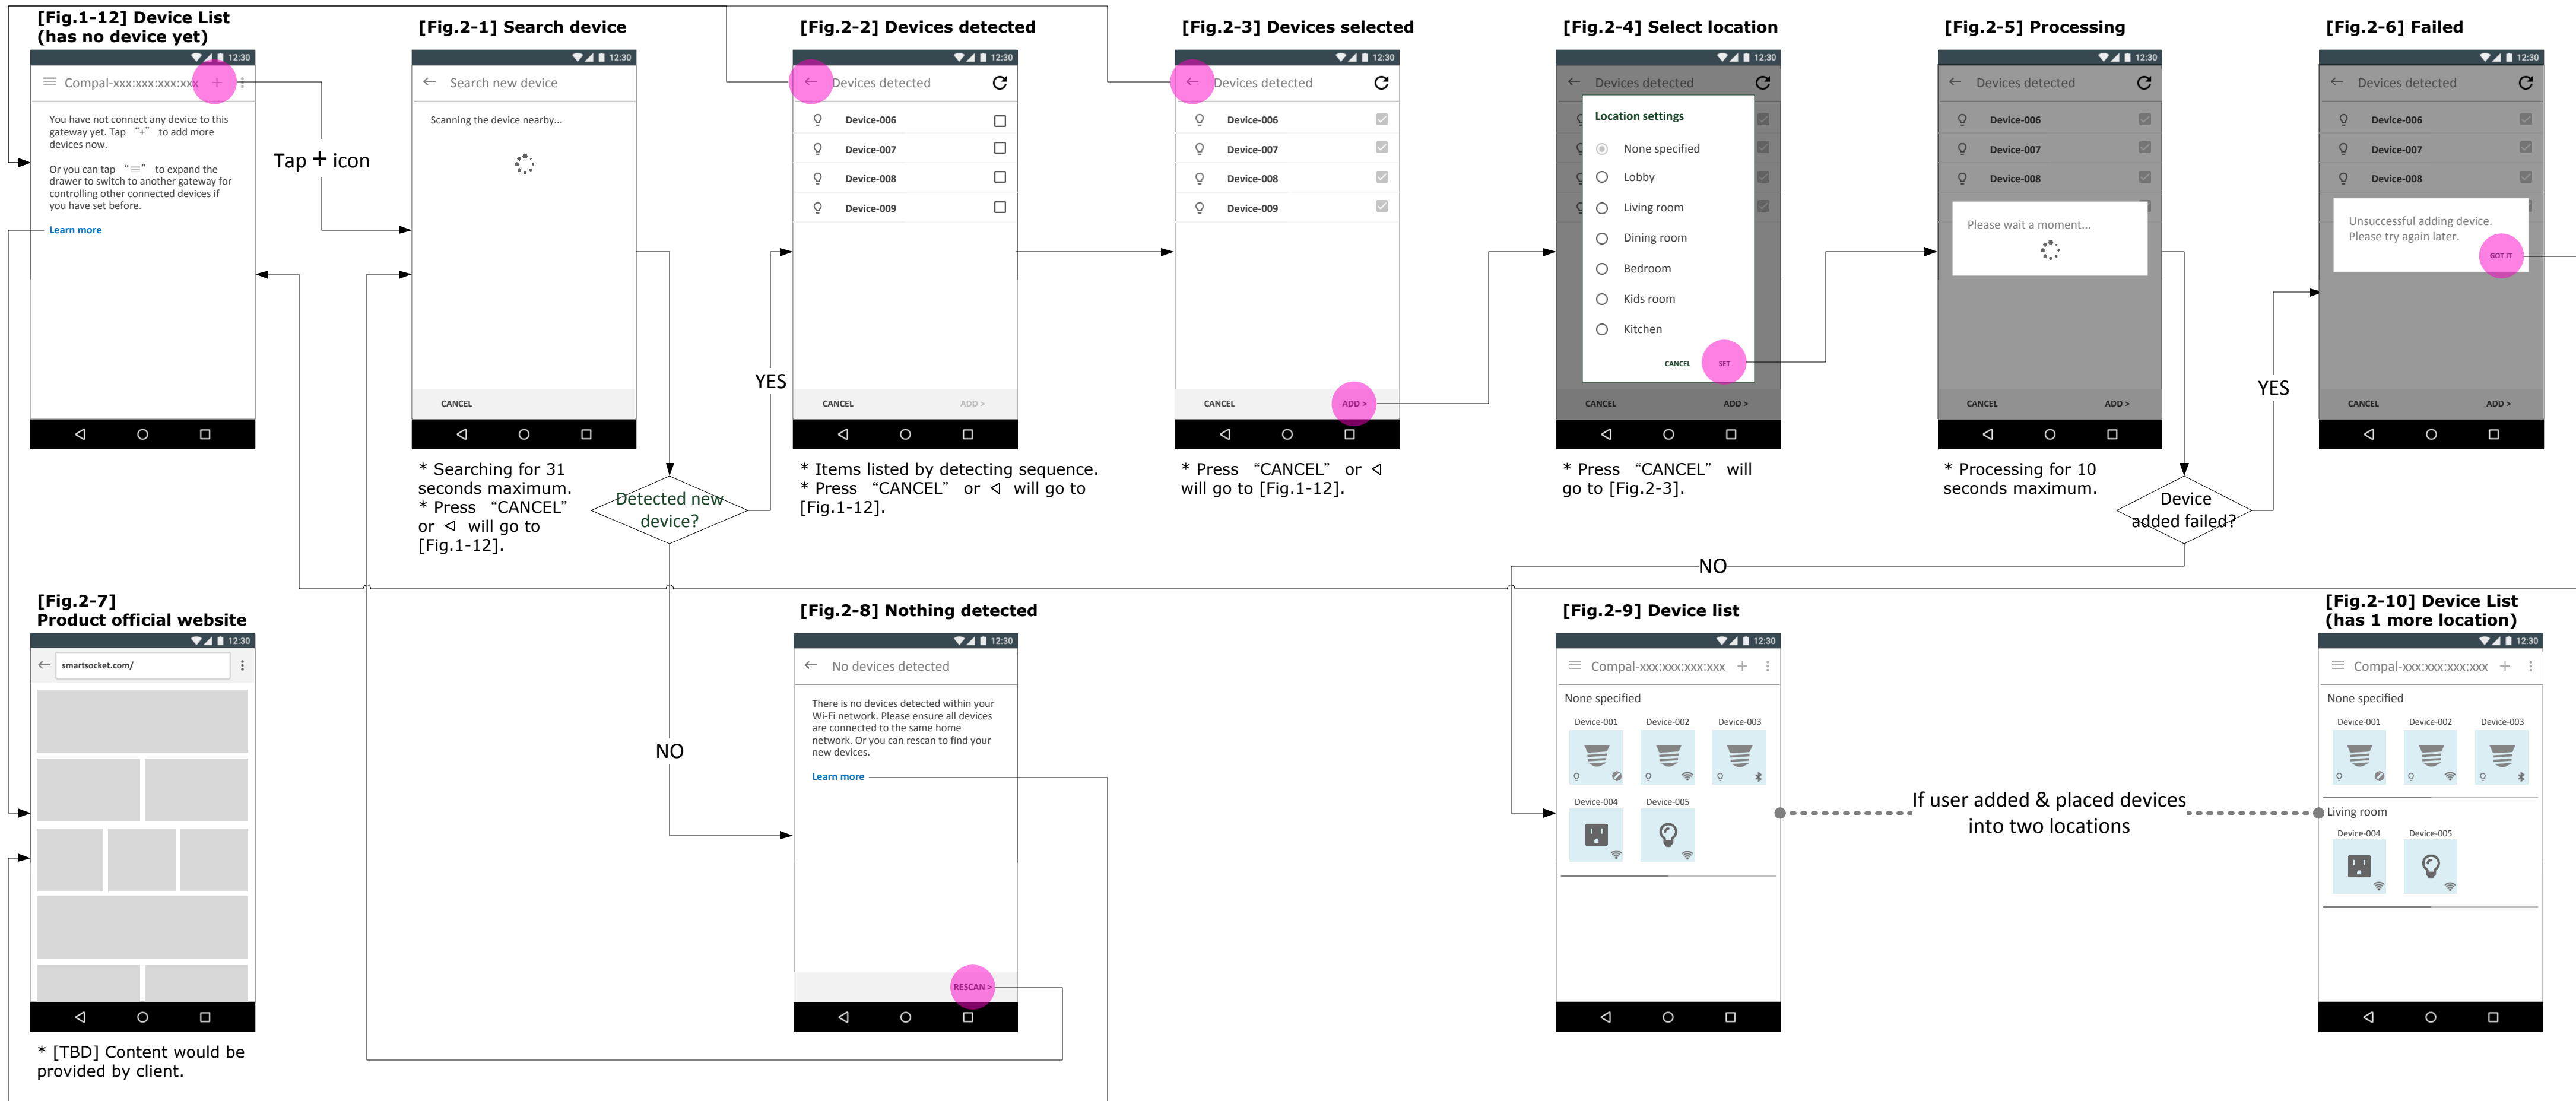 [Fig.1-12] Device List
(has no device yet)
12:30
Compal-xxx:xxx:xxx:xxx +
You have not connect any device to this
gateway yet. Tap “+” to add more
devices now.
Or you can tap “≡” to expand the
drawer to switch to another gateway for
controlling other connected devices if
you have set before.
Learn more
Tap + icon
[Fig.2-1] Search device
12:30
Search new device
Scanning the device nearby...
CANCEL
* Searching for 31
seconds maximum.
* Press “CANCEL”
or ◁ will go to
[Fig.1-12].
Detected new
device?
YES
NO
[Fig.2-2] Devices detected
12:30
Devices detected
Device-006
Device-007
Device-008
Device-009
CANCEL
ADD >
* Items listed by detecting sequence.
* Press “CANCEL” or ◁ will go to
[Fig.1-12].
[Fig.2-3] Devices selected
12:30
Devices detected
Device-006
Device-007
Device-008
Device-009
CANCEL
ADD >
* Press “CANCEL” or ◁
will go to [Fig.1-12].
[Fig.2-4] Select location
12:30
Devices detected
Location settings
None specified
Lobby
Living room
Dining room
Bedroom
Kids room
Kitchen
CANCEL
SET
CANCEL
ADD >
* Press “CANCEL” will
go to [Fig.2-3].
[Fig.2-5] Processing
12:30
Devices detected
Device-006
Device-007
Device-008
Please wait a moment...
CANCEL
ADD >
* Processing for 10
seconds maximum.
Device
added failed?
YES
NO
[Fig.2-6] Failed
12:30
Devices detected
Device-006
Device-007
Device-008
Unsuccessful adding device.
Please try again later.
GOT IT
CANCEL
ADD >
[Fig.2-7]
Product official website
12:30
smartsocket.com/
* [TBD] Content would be
provided by client.
[Fig.2-8] Nothing detected
12:30
No devices detected
There is no devices detected within your
Wi-Fi network. Please ensure all devices
are connected to the same home
network. Or you can rescan to find your
new devices.
Learn more
RESCAN >
[Fig.2-9] Device list
12:30
Compal-xxx:xxx:xxx:xxx +
None specified
Device-001 Device-002 Device-003
Device-004 Device-005
If user added & placed devices
into two locations
[Fig.2-10] Device List
(has 1 more location)
12:30
Compal-xxx:xxx:xxx:xxx +
None specified
Device-001 Device-002 Device-003
Living room
Device-004 Device-005